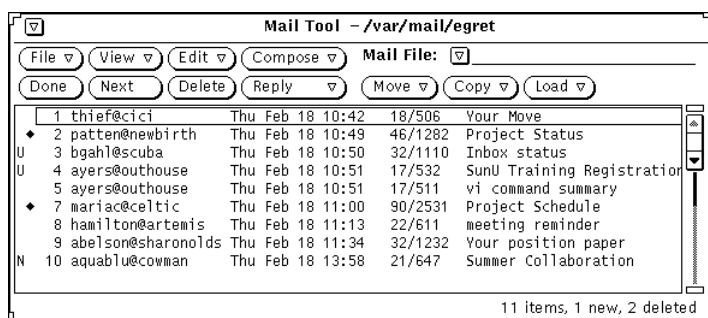 Mail Tool – /var/mail/egret
File View Edit Compose Mail File:
Done Next Delete Reply Move Copy Load
1 thief@cici Thu Feb 18 10:42 18/506 Your Move
2 patten@newbirth Thu Feb 18 10:49 46/1282 Project Status
U 3 bgahl@scuba Thu Feb 18 10:50 32/1110 Inbox status
U 4 ayers@outhouse Thu Feb 18 10:51 17/532 SunU Training Registration
5 ayers@outhouse Thu Feb 18 10:51 17/511 vi command summary
7 mariac@celtic Thu Feb 18 11:00 90/2531 Project Schedule
8 hamilton@artemis Thu Feb 18 11:13 22/611 meeting reminder
9 abelson@sharonolds Thu Feb 18 11:34 32/1232 Your position paper
N 10 aquablu@cowman Thu Feb 18 13:58 21/647 Summer Collaboration
11 items, 1 new, 2 deleted